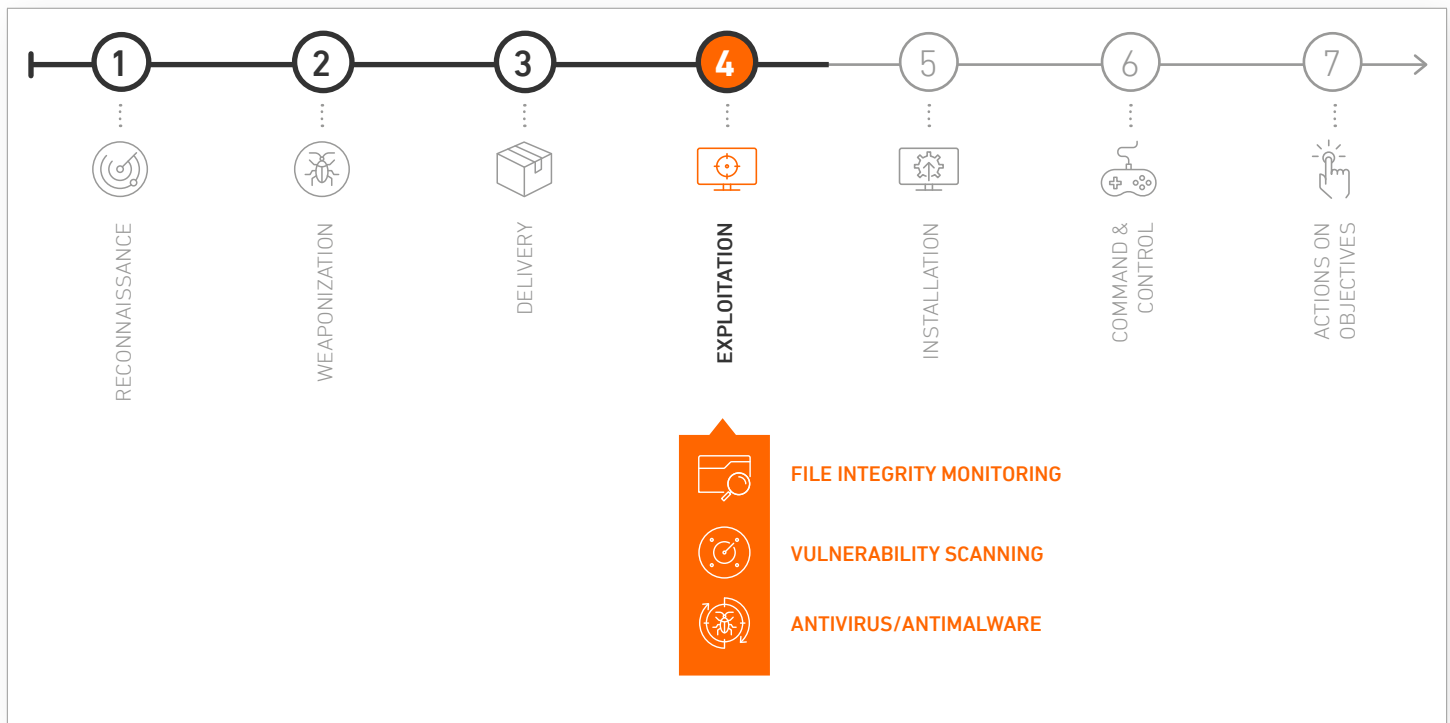 1
2
3
4
5
6
7
RECONNAISSANCE
WEAPONIZATION
DELIVERY
EXPLOITATION
INSTALLATION
COMMAND &
CONTROL
ACTIONS ON
OBJECTIVES
FILE INTEGRITY MONITORING
VULNERABILITY SCANNING
ANTIVIRUS/ANTIMALWARE